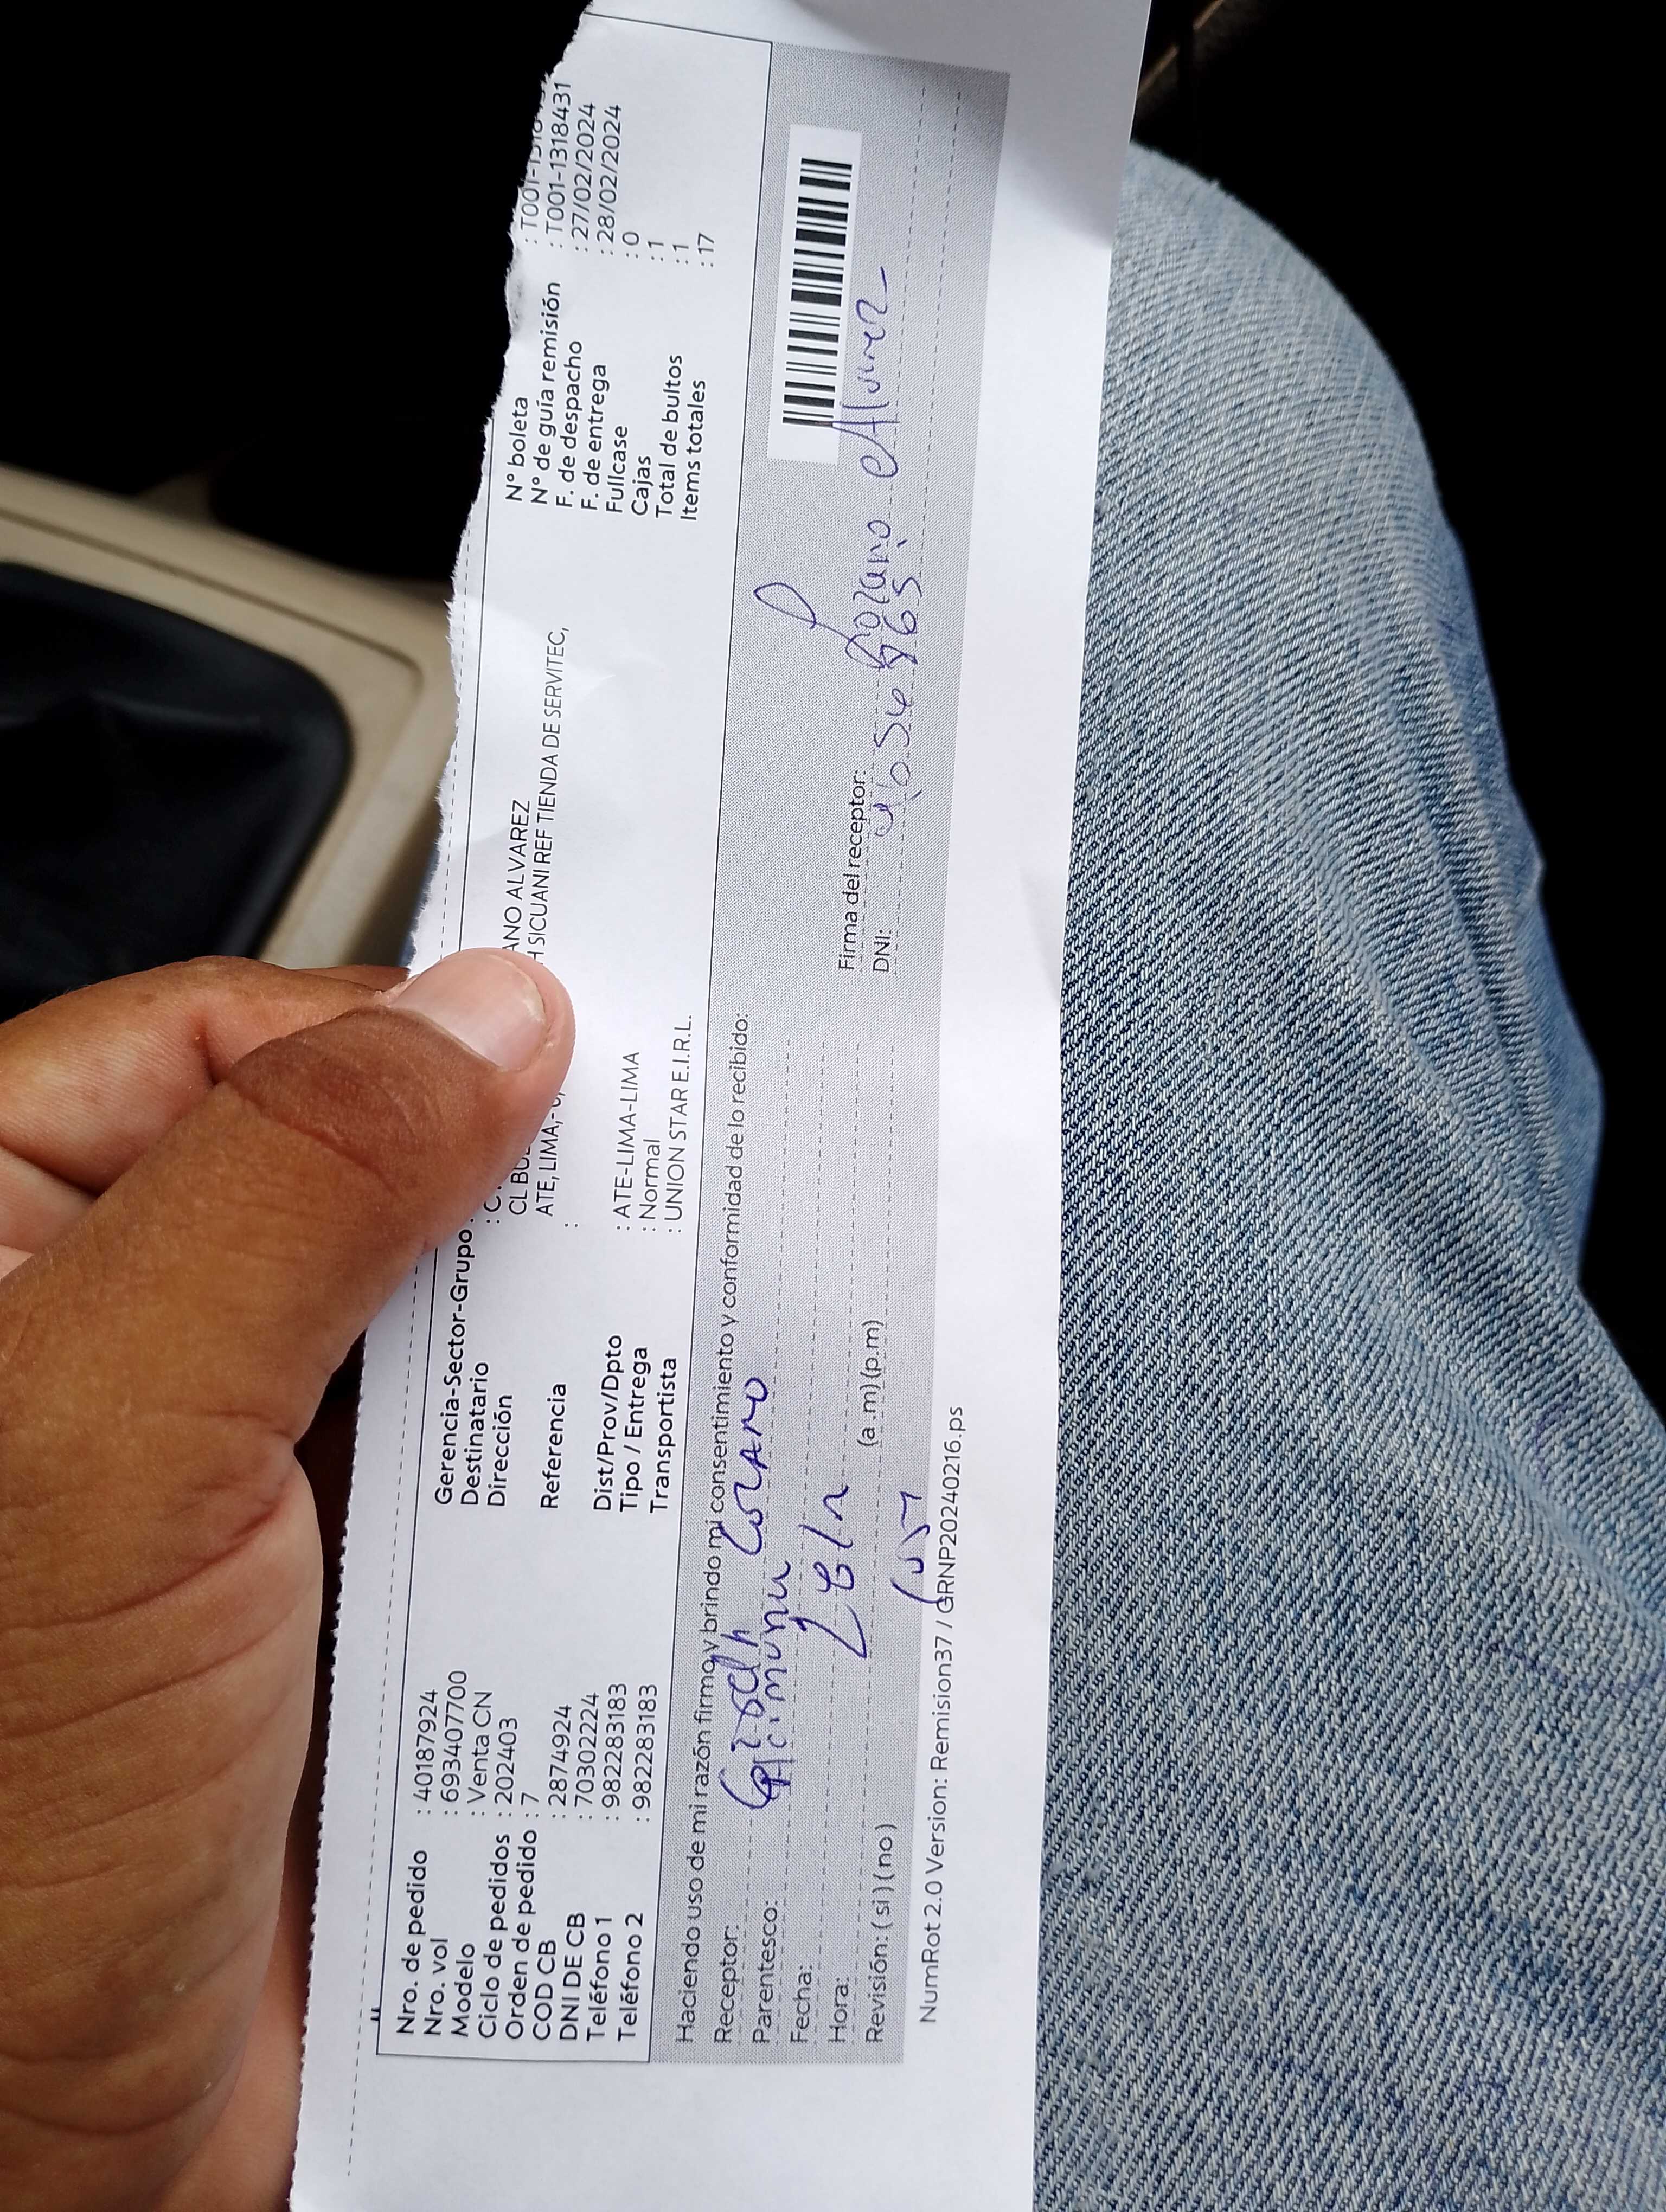 Nro. de pedido : 40187924
Nro. vol : 693407700
Modelo : Venta CN
Ciclo de pedidos : 202403
Orden de pedido : 7
COD CB : 2874924
DNI DE CB : 70302224
Teléfono 1 : 982283183
Teléfono 2 : 982283183
Gerencia-Sector-Grupo
Destinatario ANO ALVAREZ
Dirección SICUANI REF TIENDA DE SERVITEC,
ATE, LIMA,
Referencia :
Dist/Prov/Dpto : ATE-LIMA-LIMA
Tipo / Entrega : Normal
Transportista : UNION STAR E.I.R.L.
N° boleta
N° de guía remisión : T001-1318431
F. de despacho : 27/02/2024
F. de entrega : 28/02/2024
Fullcase : 0
Cajas : 1
Total de bultos : 1
Items totales : 17
Haciendo uso de mi razón firmo y brindo mi consentimiento y conformidad de lo recibido:
Receptor:
Parentesco:
Fecha:
Hora: (a.m) (p.m)
Revisión: (si) (no)
Firma del receptor:
DNI:
NumRot 2.0 Version: Remision37 / GRNP20240216.ps